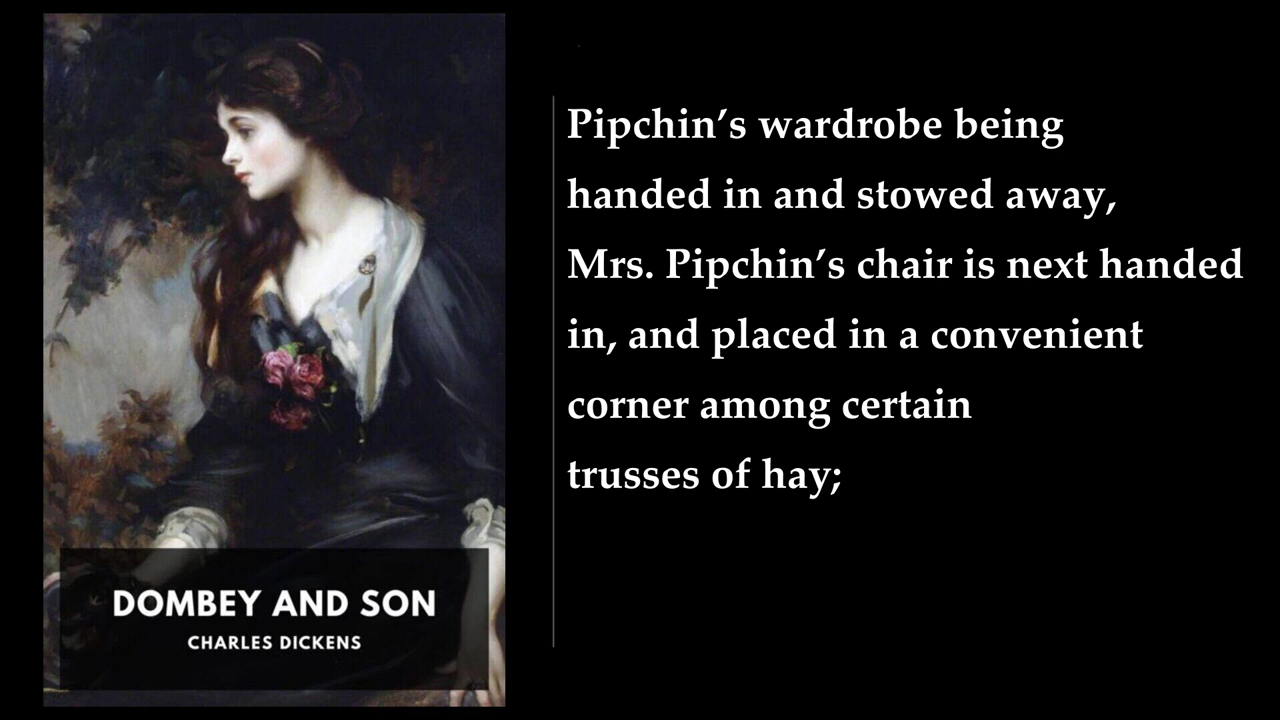 Pipchin’s wardrobe being
handed in and stowed away,
Mrs. Pipchin’s chair is next handed
in, and placed in a convenient
corner among certain
trusses of hay;
DOMBEY AND SON
CHARLES DICKENS